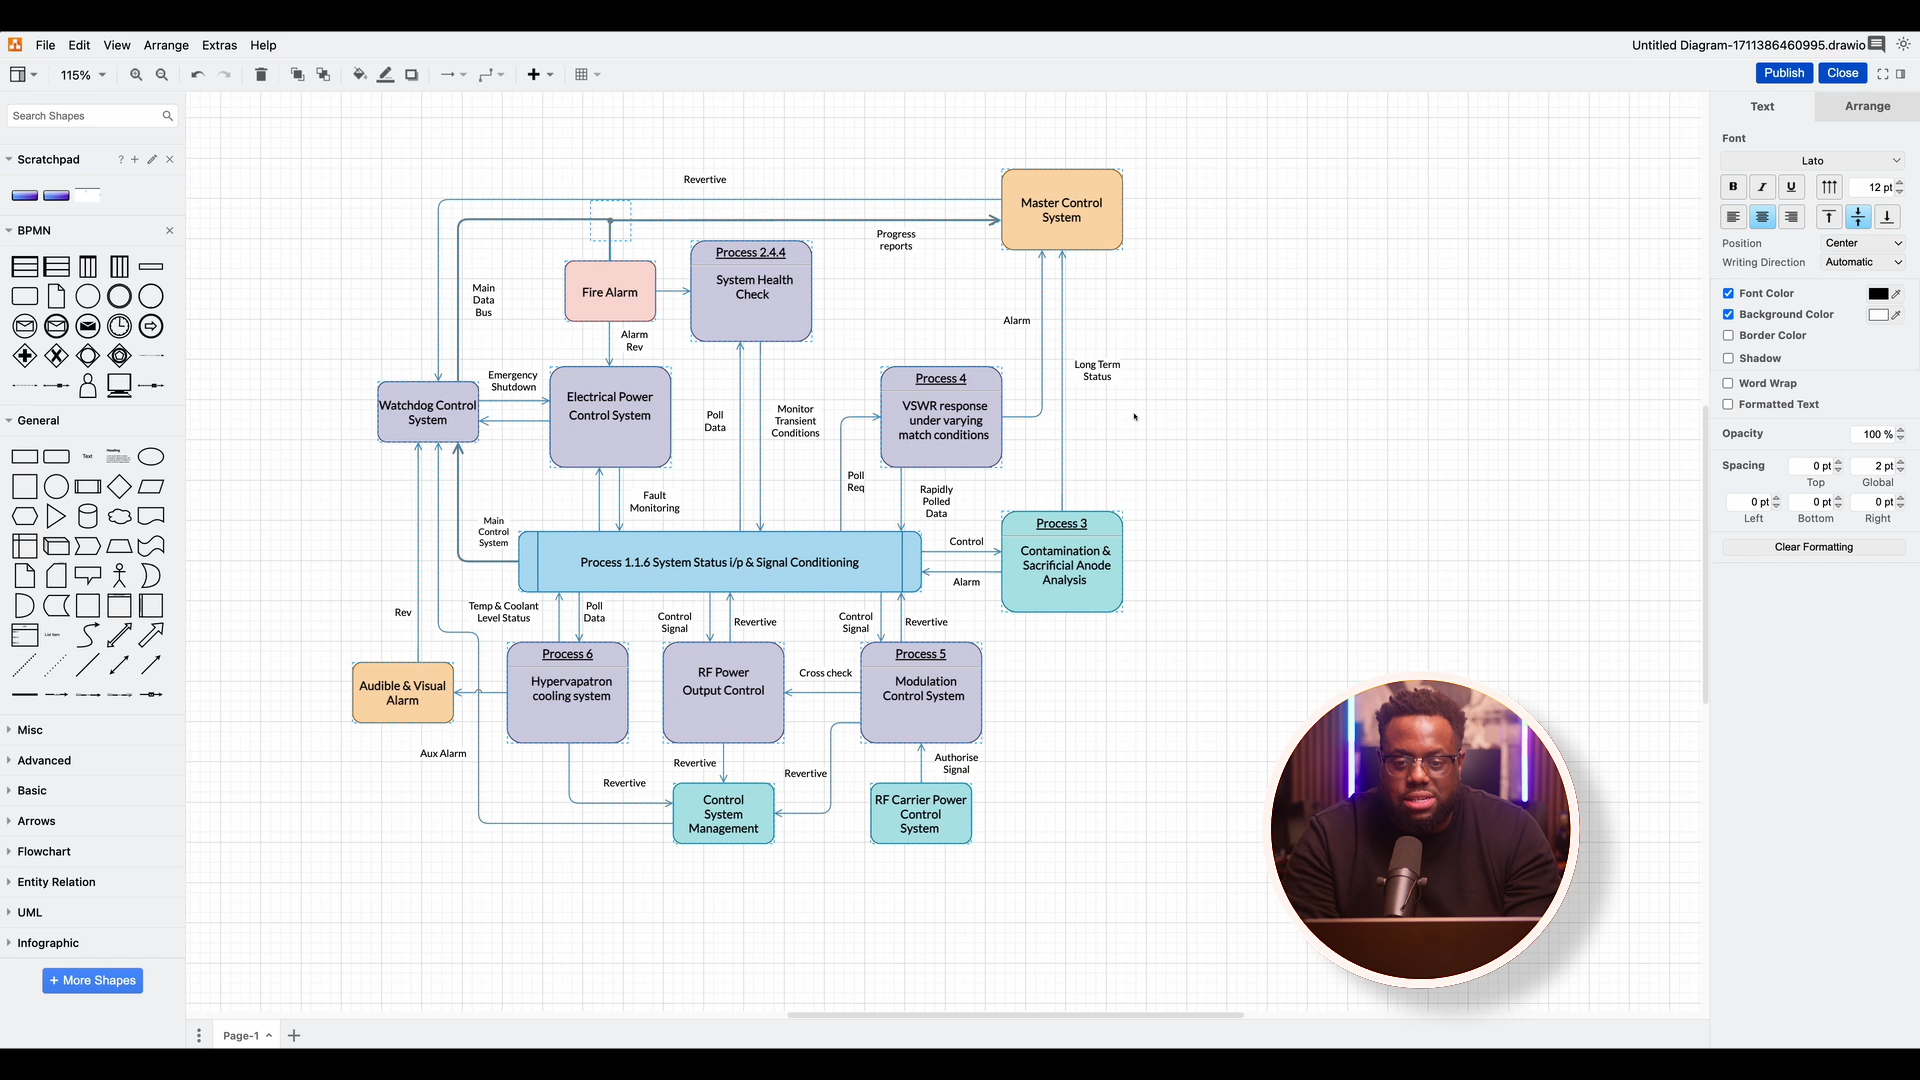 File Edit View Arrange Extras Help
Untitled Diagram-1711386460995.drawio
115%
Publish Close
Search Shapes
Scratchpad
?
BPMN
General
Text
Heading
List Item
Misc
Advanced
Basic
Arrows
Flowchart
Entity Relation
UML
Infographic
+ More Shapes
Revertive
Master Control
System
Progress
reports
Process 2.4.4
System Health
Check
Fire Alarm
Main
Data
Bus
Alarm
Rev
Alarm
Long Term
Status
Emergency
Shutdown
Watchdog Control
System
Electrical Power
Control System
Poll
Data
Monitor
Transient
Conditions
Process 4
VSWR response
under varying
match conditions
Poll
Req
Rapidly
Polled
Data
Fault
Monitoring
Main
Control
System
Process 1.1.6 System Status i/p & Signal Conditioning
Control
Alarm
Process 3
Contamination &
Sacrificial Anode
Analysis
Rev
Temp & Coolant
Level Status
Poll
Data
Control
Signal
Revertive
Control
Signal
Revertive
Audible & Visual
Alarm
Process 6
Hypervapatron
cooling system
RF Power
Output Control
Cross check
Process 5
Modulation
Control System
Aux Alarm
Revertive
Revertive
Revertive
Authorise
Signal
Control
System
Management
RF Carrier Power
Control
System
Page-1
Text Arrange
Font
Lato
B I U 12 pt
Position Center
Writing Direction Automatic
Font Color
Background Color
Border Color
Shadow
Word Wrap
Formatted Text
Opacity 100 %
Spacing 0 pt 2 pt
Top Global
0 pt 0 pt 0 pt
Left Bottom Right
Clear Formatting